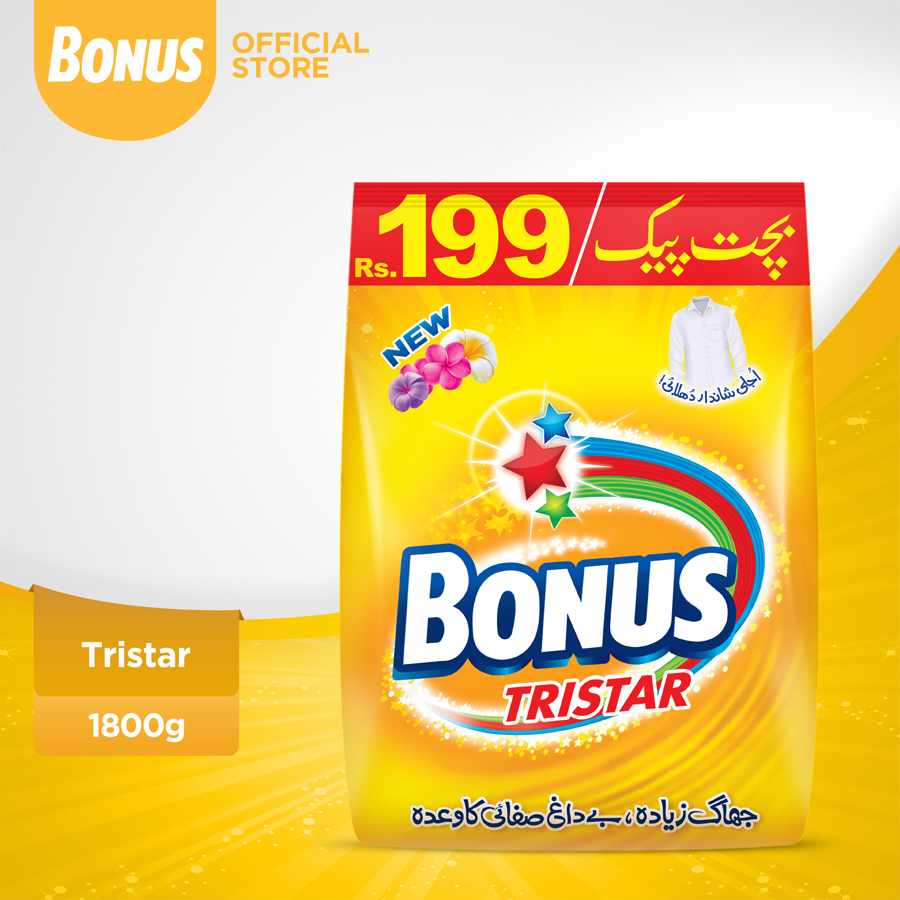 BONUS
OFFICIAL
STORE
Rs.199/بچت پیک
NEW
اُجلی شاندار دُھلائی!
BONUS
TRISTAR
Tristar
1800g
جھاگ زیادہ، بے داغ صفائی کا وعدہ